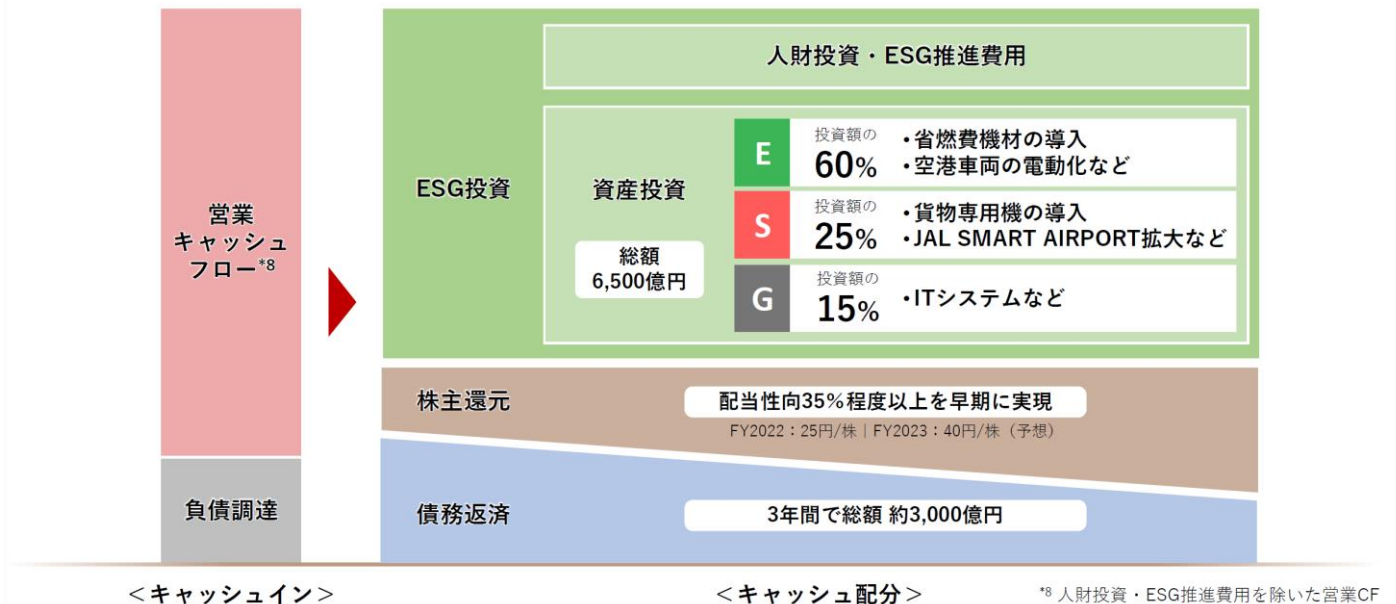 人財投資・ESG推進費用
営業
キャッシュ
フロー*8
負債調達
ESG投資
資産投資
総額
6,500億円
E
投資額の
60%
・省燃費機材の導入
・空港車両の電動化など
S
投資額の
25%
・貨物専用機の導入
・JAL SMART AIRPORT拡大など
G
投資額の
15%
・ITシステムなど
株主還元
配当性向35%程度以上を早期に実現
FY2022：25円/株｜FY2023：40円/株（予想）
債務返済
3年間で総額 約3,000億円
＜キャッシュイン＞
＜キャッシュ配分＞
*8 人財投資・ESG推進費用を除いた営業CF